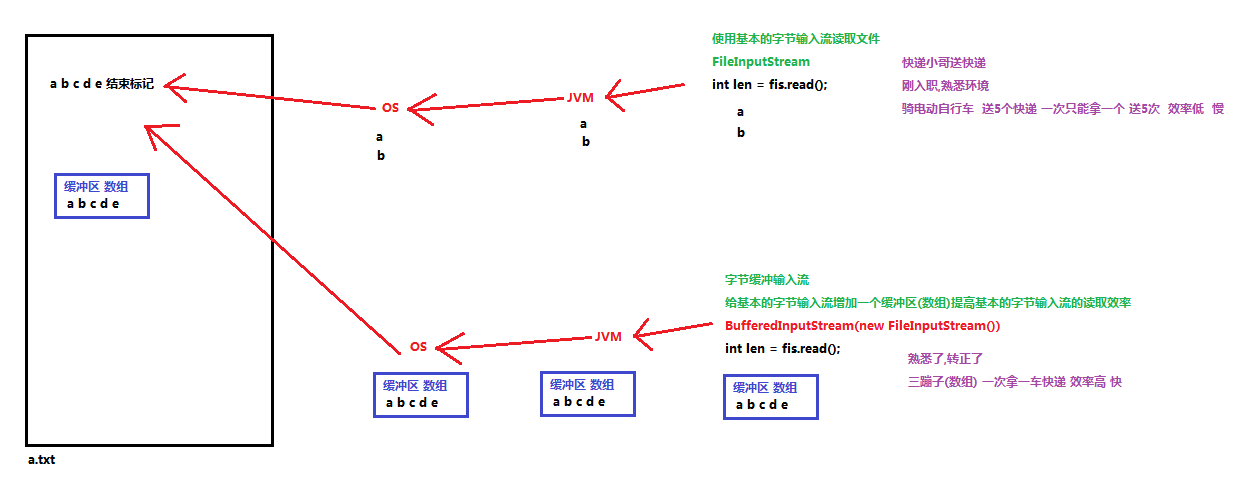 使用基本的字节输入流读取文件
FileInputStream
快递小哥送快递
a b c d e 结束标记
int len = fis.read();
刚入职,熟悉环境
OS
JVM
a
骑电动自行车 送5个快递 一次只能拿一个 送5次 效率低 慢
a
a
b
b
b
缓冲区 数组
a b c d e
字节缓冲输入流
给基本的字节输入流增加一个缓冲区(数组)提高基本的字节输入流的读取效率
BufferedInputStream(new FileInputStream())
OS
JVM
int len = fis.read();
熟悉了,转正了
三蹦子(数组) 一次拿一车快递 效率高 快
缓冲区 数组
a b c d e
缓冲区 数组
a b c d e
缓冲区 数组
a b c d e
a.txt